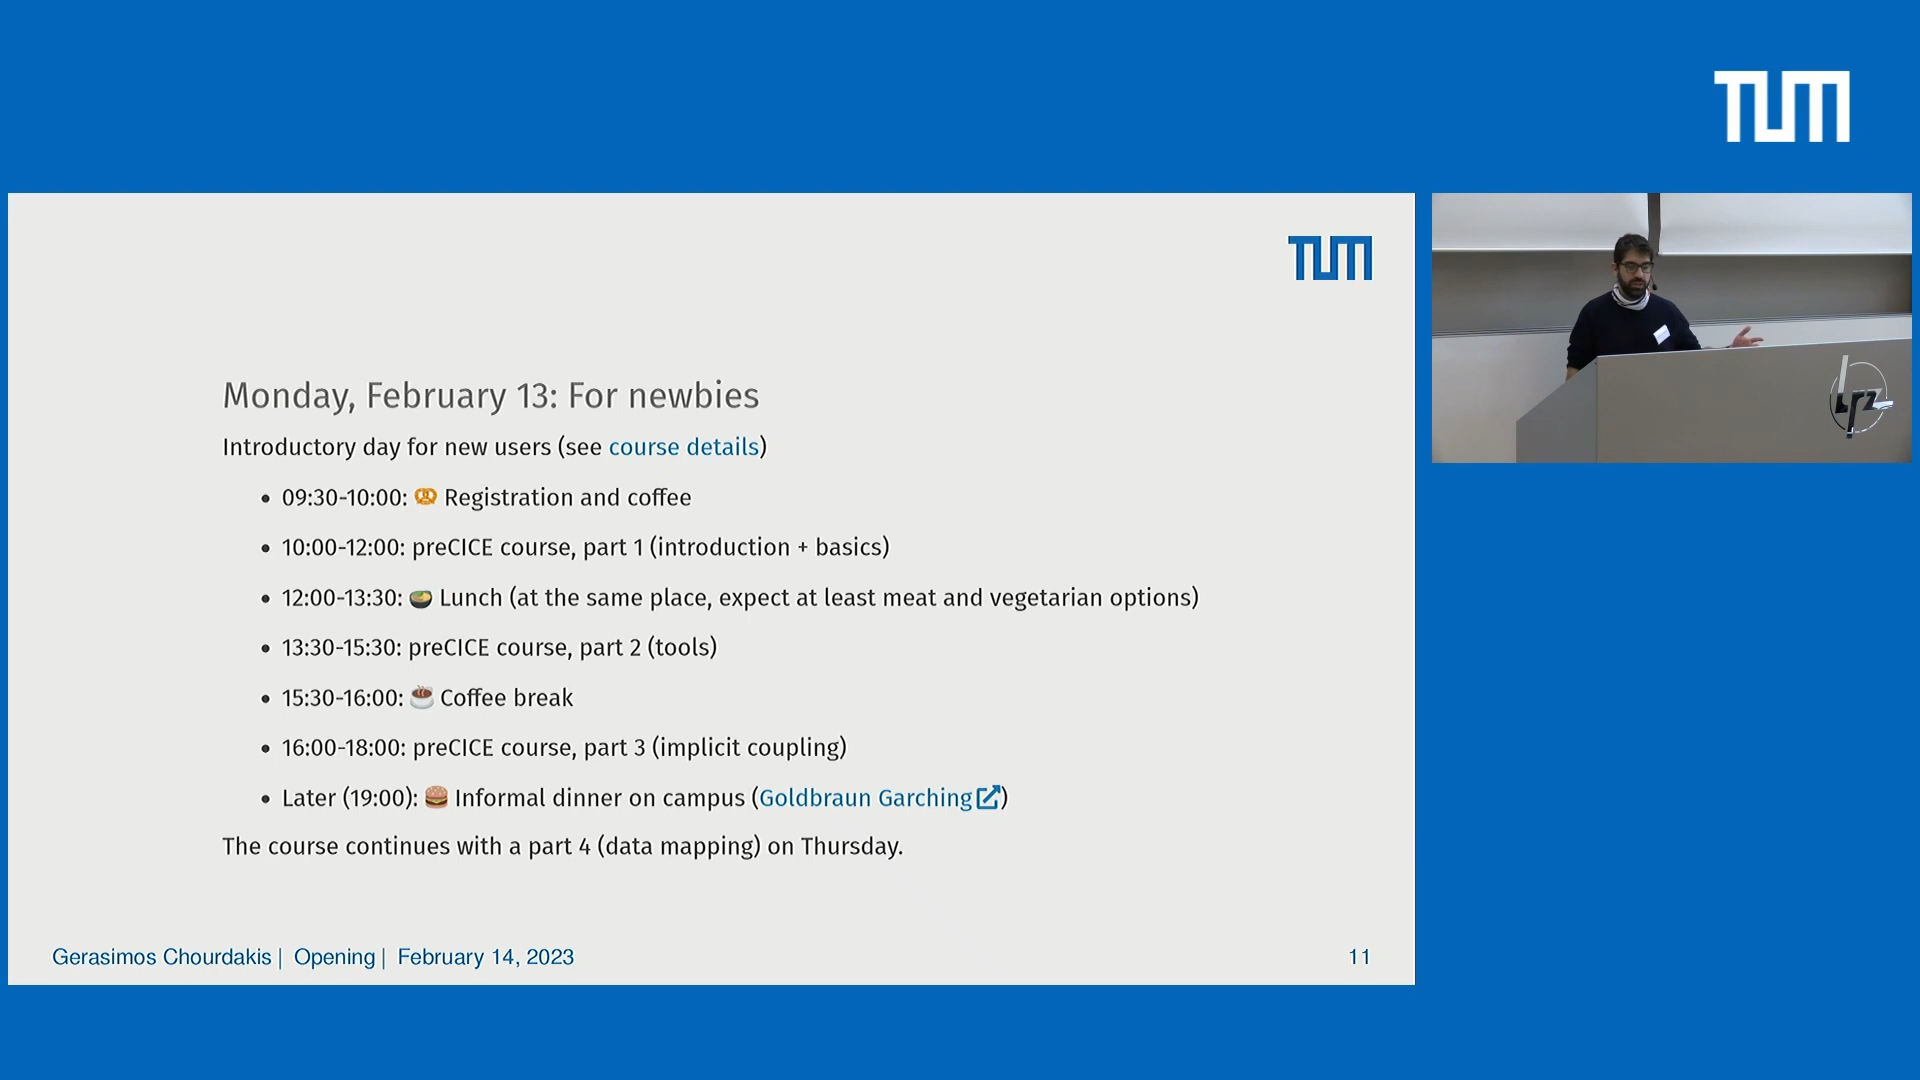 TUM
TUM
Monday, February 13: For newbies
Introductory day for new users (see course details)
• 09:30-10:00: 🥨 Registration and coffee
• 10:00-12:00: preCICE course, part 1 (introduction + basics)
• 12:00-13:30: 🍲 Lunch (at the same place, expect at least meat and vegetarian options)
• 13:30-15:30: preCICE course, part 2 (tools)
• 15:30-16:00: ☕ Coffee break
• 16:00-18:00: preCICE course, part 3 (implicit coupling)
• Later (19:00): 🍔 Informal dinner on campus (Goldbraun Garching)
The course continues with a part 4 (data mapping) on Thursday.
Gerasimos Chourdakis | Opening | February 14, 2023
11
lrz